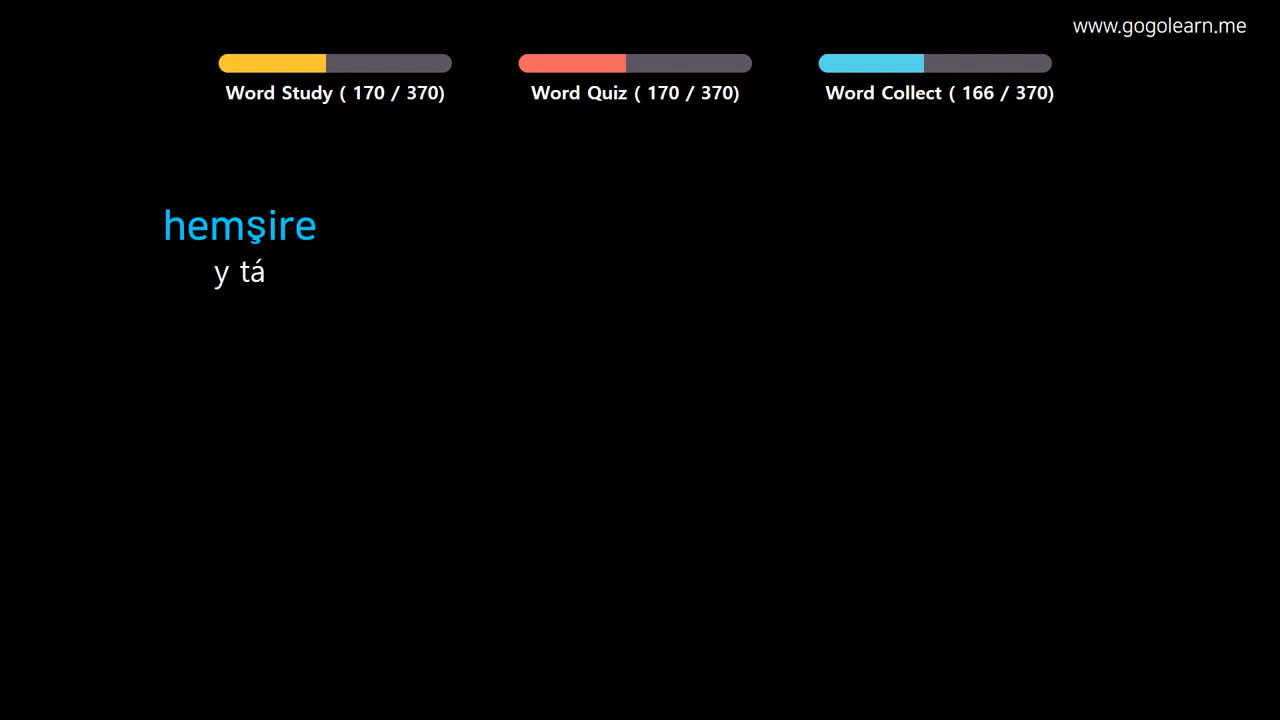 www.gogolearn.me
Word Study ( 170 / 370)
Word Quiz ( 170 / 370)
Word Collect ( 166 / 370)
hemşire
y tá